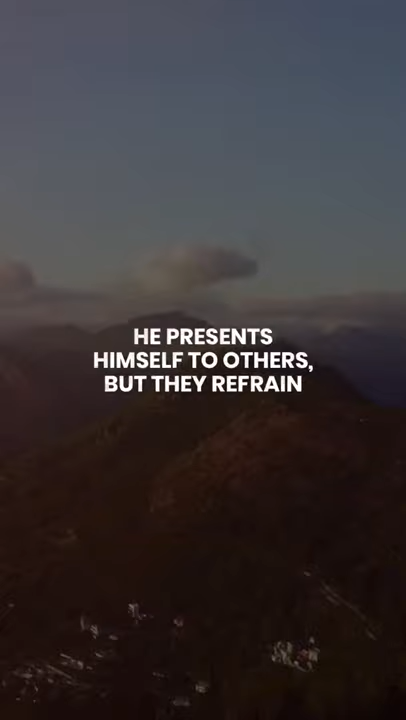 HE PRESENTS
HIMSELF TO OTHERS,
BUT THEY REFRAIN